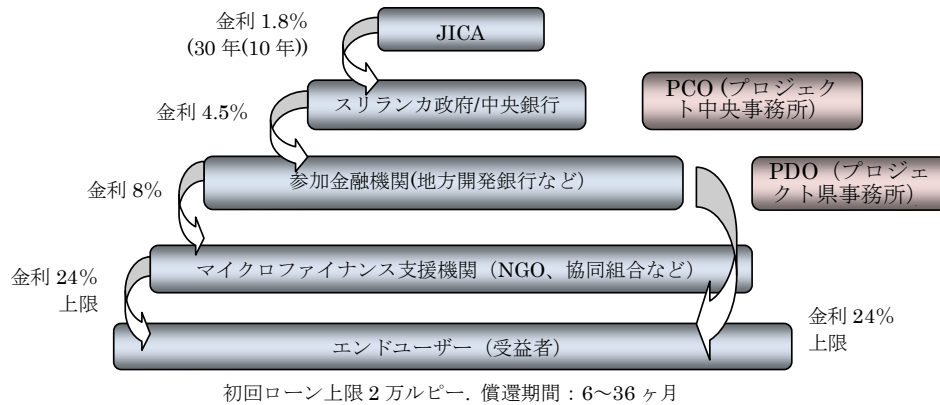 金利 1.8%
(30 年(10 年))
JICA
金利 4.5%
スリランカ政府/中央銀行
PCO (プロジェク
ト中央事務所）
金利 8%
参加金融機関(地方開発銀行など）
PDO（プロジェ
クト県事務所）
金利 24%
上限
マイクロファイナンス支援機関（NGO、協同組合など）
エンドユーザー（受益者）
金利 24%
上限
初回ローン上限 2 万ルピー. 償還期間：6～36 ヶ月